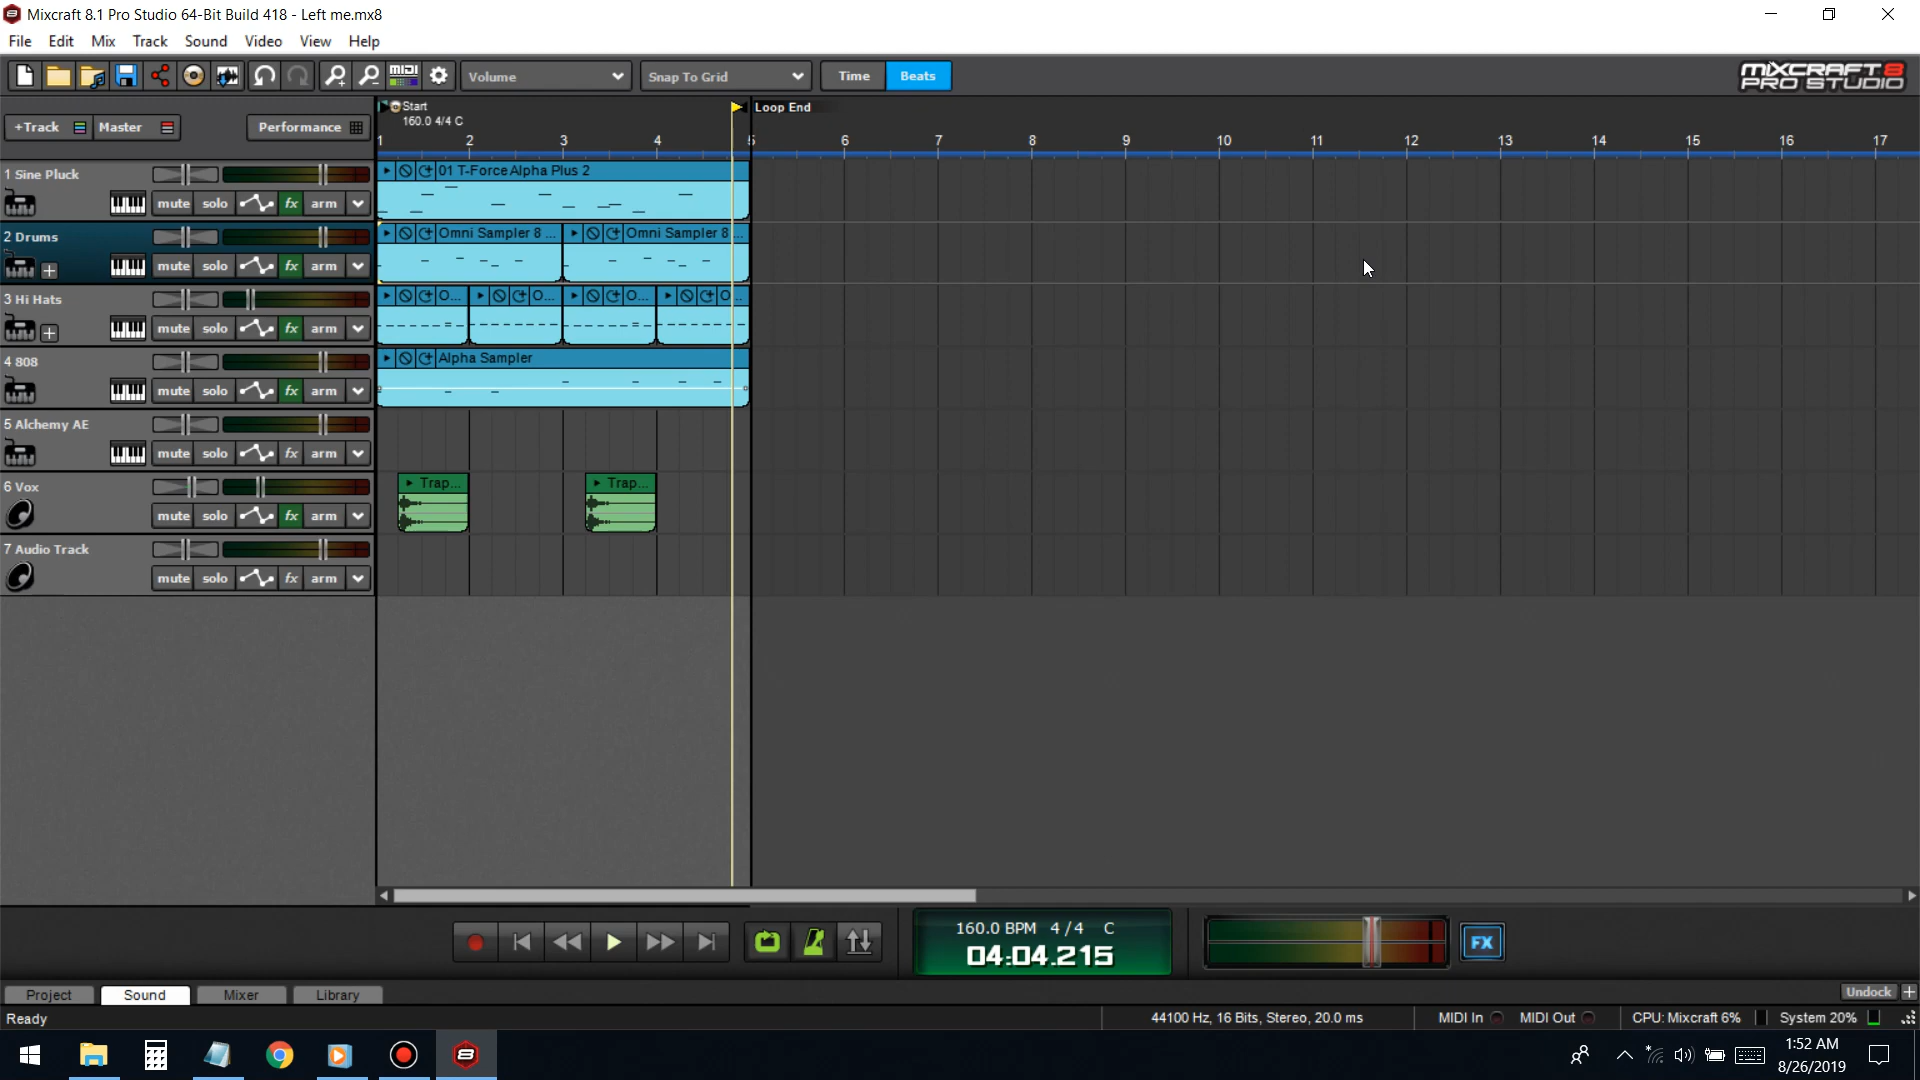 Mixcraft 8.1 Pro Studio 64-Bit Build 418 - Left me.mx8
File Edit Mix Track Sound Video View Help
MIDI Volume Snap To Grid Time Beats MIXCRAFT 8 PRO STUDIO
Start Loop End
160.0 4/4 C
+Track Master Performance
1 2 3 4 5 6 7 8 9 10 11 12 13 14 15 16 17
1 Sine Pluck 01 T-Force Alpha Plus 2
mute solo fx arm
2 Drums Omni Sampler 8 ... Omni Sampler 8 ...
mute solo fx arm
3 Hi Hats O... O... O... O...
mute solo fx arm
4 808 Alpha Sampler
mute solo fx arm
5 Alchemy AE
mute solo fx arm
6 Vox Trap... Trap...
mute solo fx arm
7 Audio Track
mute solo fx arm
160.0 BPM 4/4 C
04:04.215
FX
Project Sound Mixer Library Undock +
Ready 44100 Hz, 16 Bits, Stereo, 20.0 ms MIDI In MIDI Out CPU: Mixcraft 6% System 20%
1:52 AM
8/26/2019